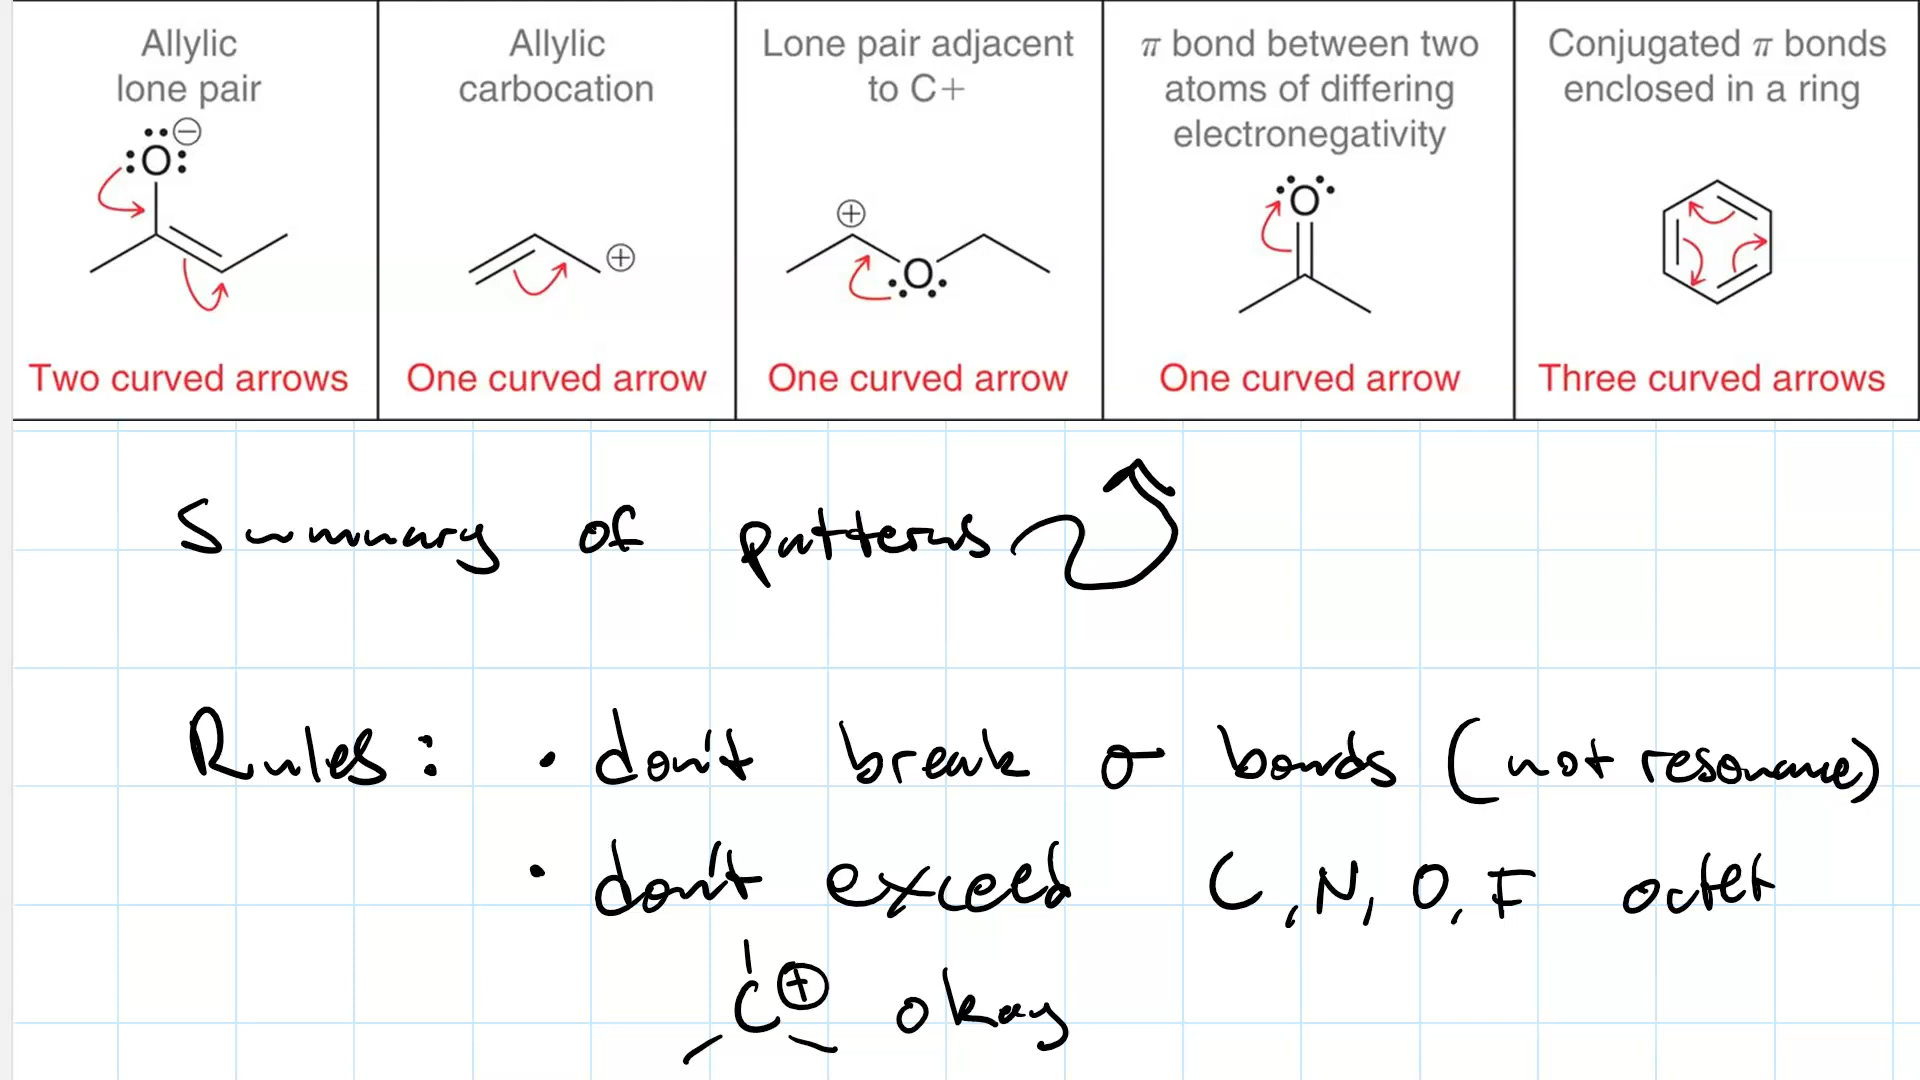 Allylic
lone pair
:O:
⊖
Two curved arrows
Allylic
carbocation
⊕
One curved arrow
Lone pair adjacent
to C+
⊕
O
One curved arrow
π bond between two
atoms of differing
electronegativity
O
One curved arrow
Conjugated π bonds
enclosed in a ring
Three curved arrows
Summary of patterns
Rules: • don't break σ bonds (not resonance)
• don't exceed C, N, O, F octet
C⊕ okay